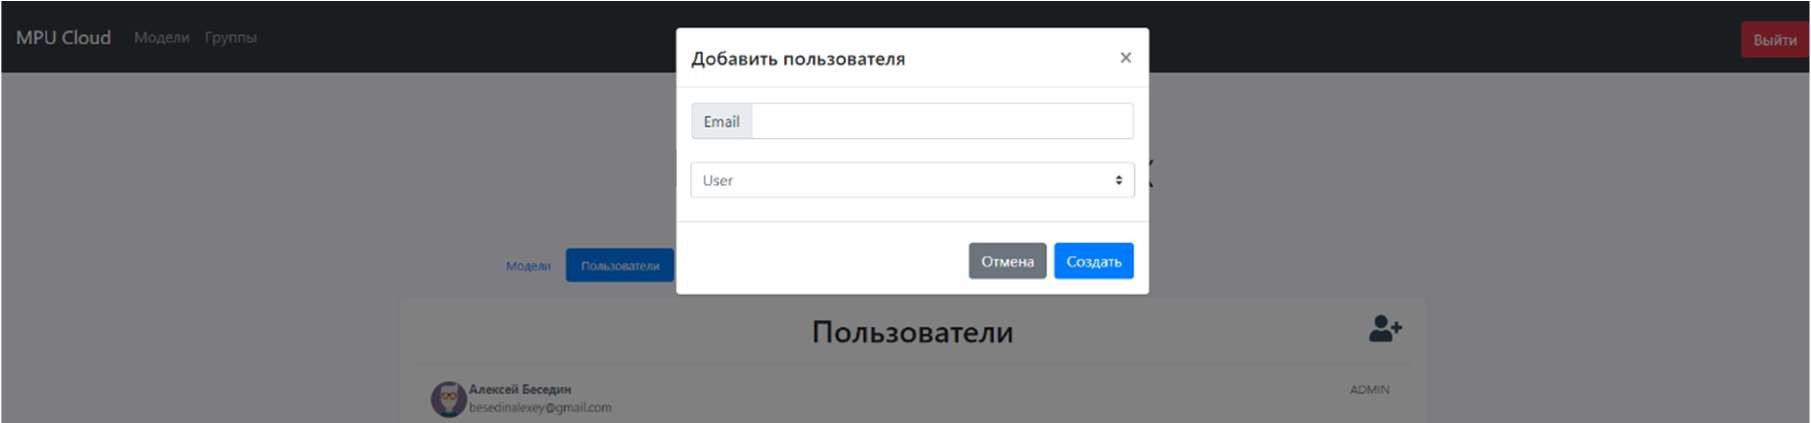 MPU Cloud Модели Группы
Выйти
Добавить пользователя
×
Email
User
Отмена Создать
Модели Пользователи
Пользователи
Алексей Беседин
ADMIN
besedinalexey@gmail.com